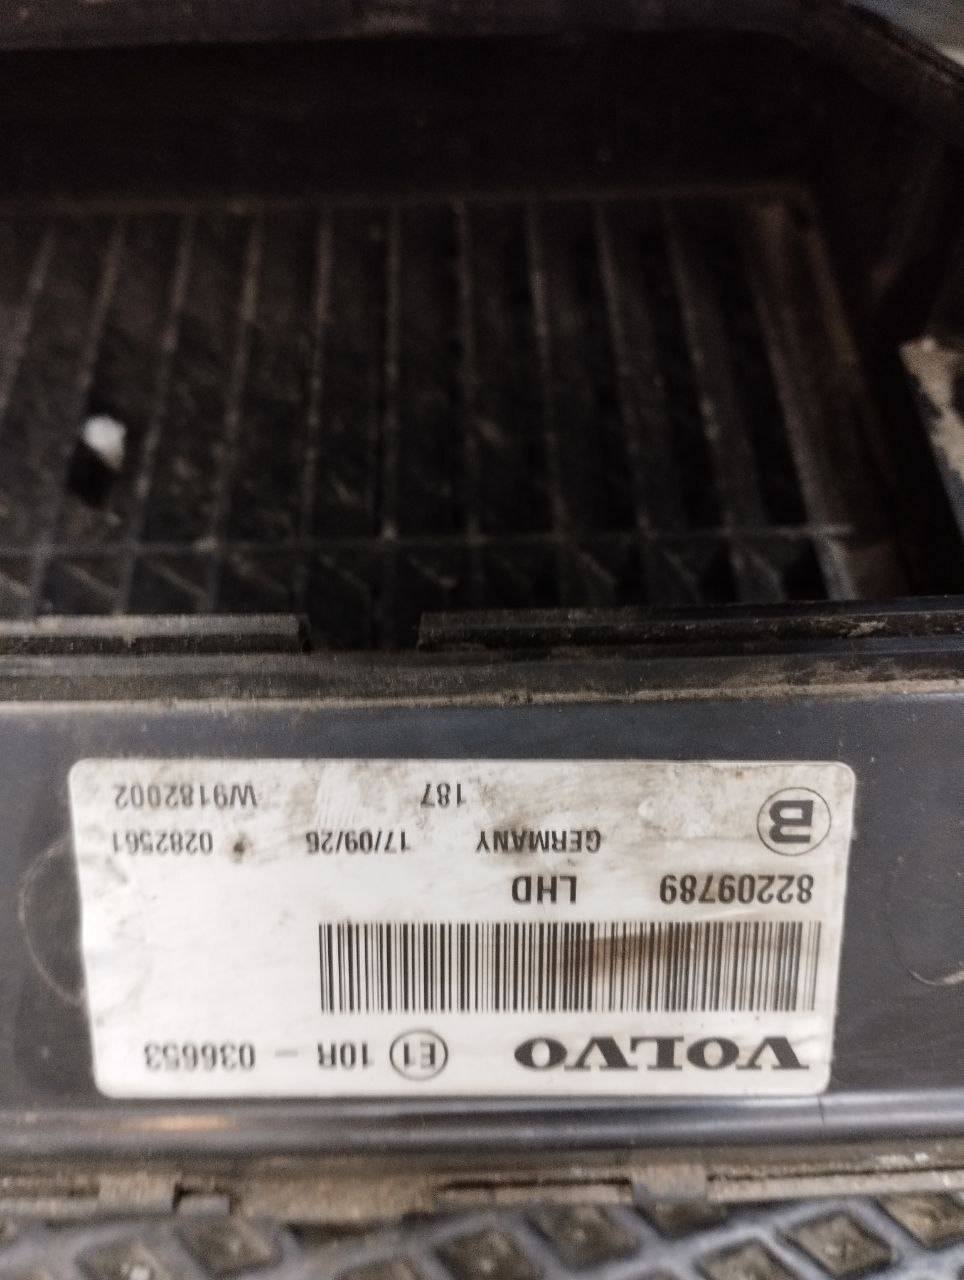 VOLVO E1 10R - 036653
82209789 LHD
GERMANY 17/09/26 0282561
B 187 W9182002